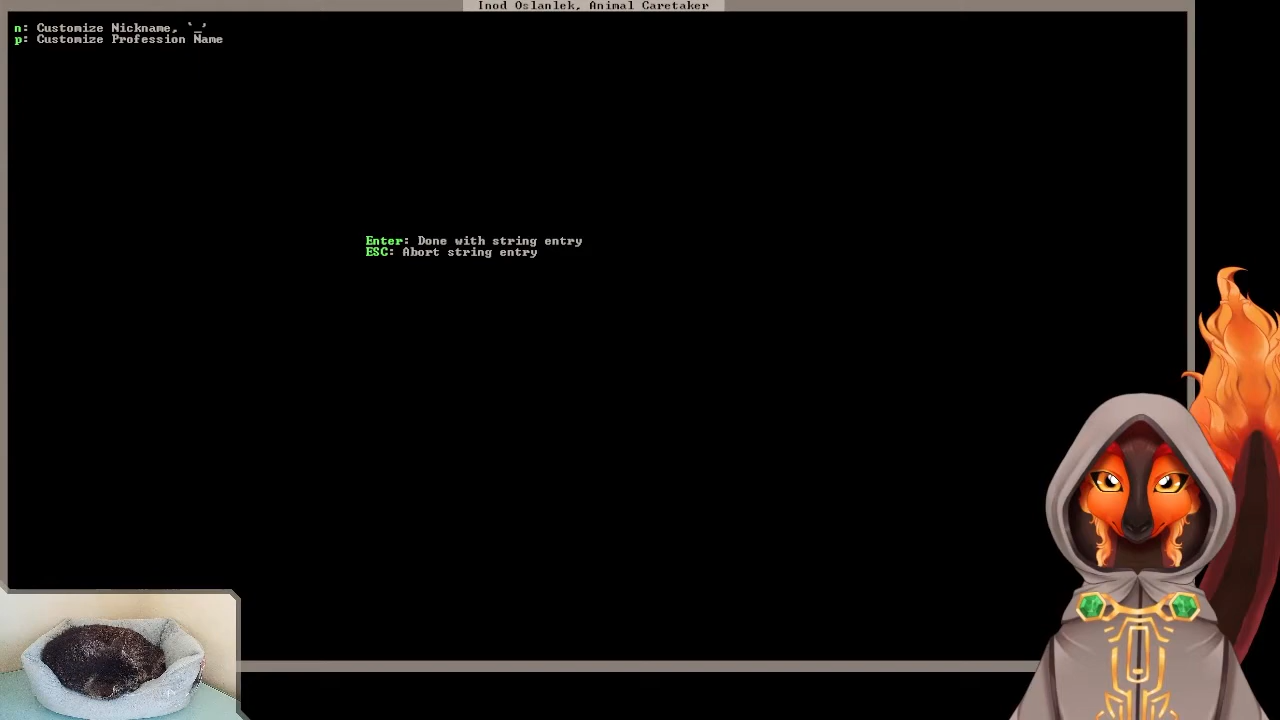 Inod Oslanlek, Animal Caretaker
n: Customize Nickname, `_'
p: Customize Profession Name
Enter: Done with string entry
ESC: Abort string entry